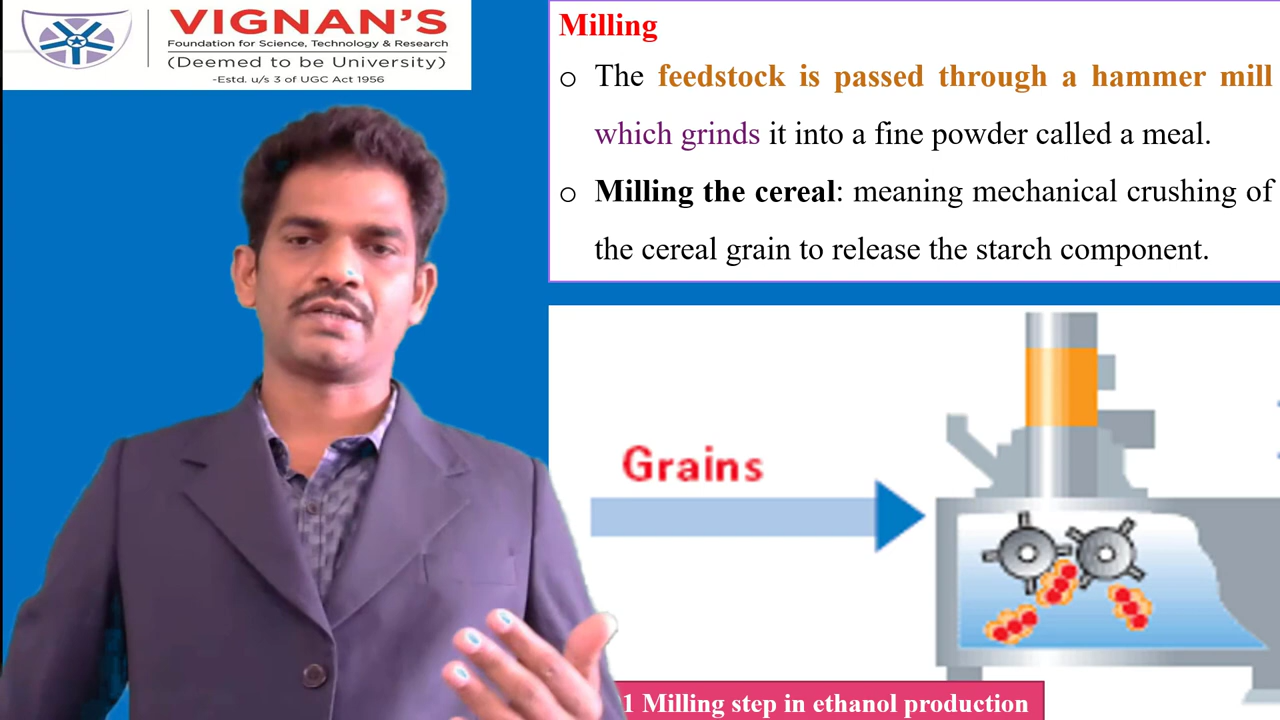 VIGNAN'S
Foundation for Science, Technology & Research
(Deemed to be University)
-Estd. u/s 3 of UGC Act 1956
Milling
o The feedstock is passed through a hammer mill
which grinds it into a fine powder called a meal.
o Milling the cereal: meaning mechanical crushing of
the cereal grain to release the starch component.
Grains
1 Milling step in ethanol production